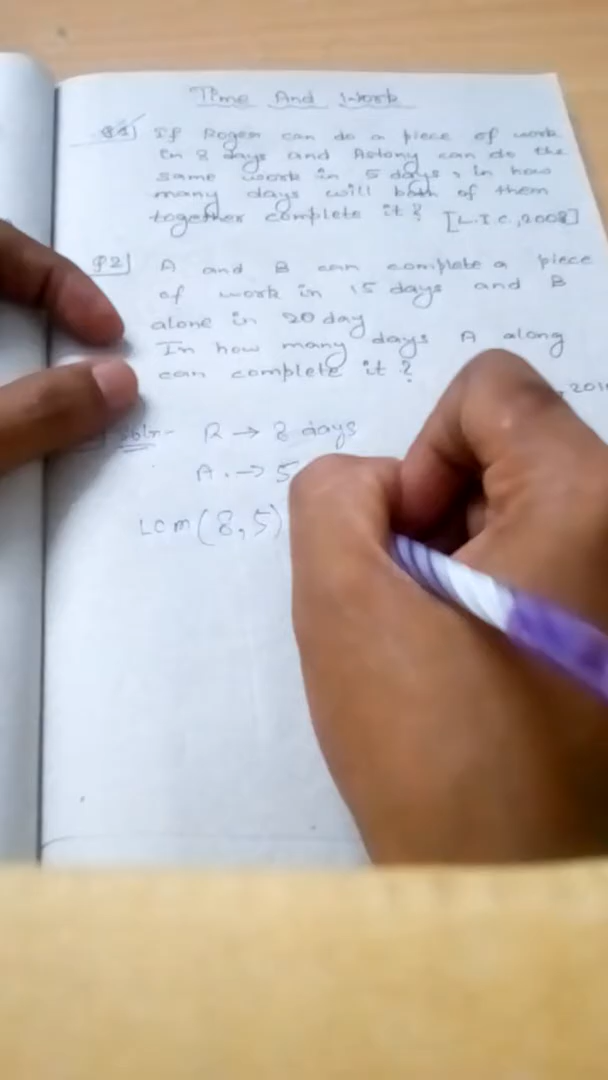 Time And Work
Q1] If Roger can do a piece of work
in 8 days and Astony can do the
same work in 5 days, in how
many days will both of them
together complete it? [L.I.C., 2008]
Q2] A and B can complete a piece
of work in 15 days and B
alone in 20 day
In how many days A along
can complete it?
Soln- R → 8 days
A. → 5
LCM (8,5)